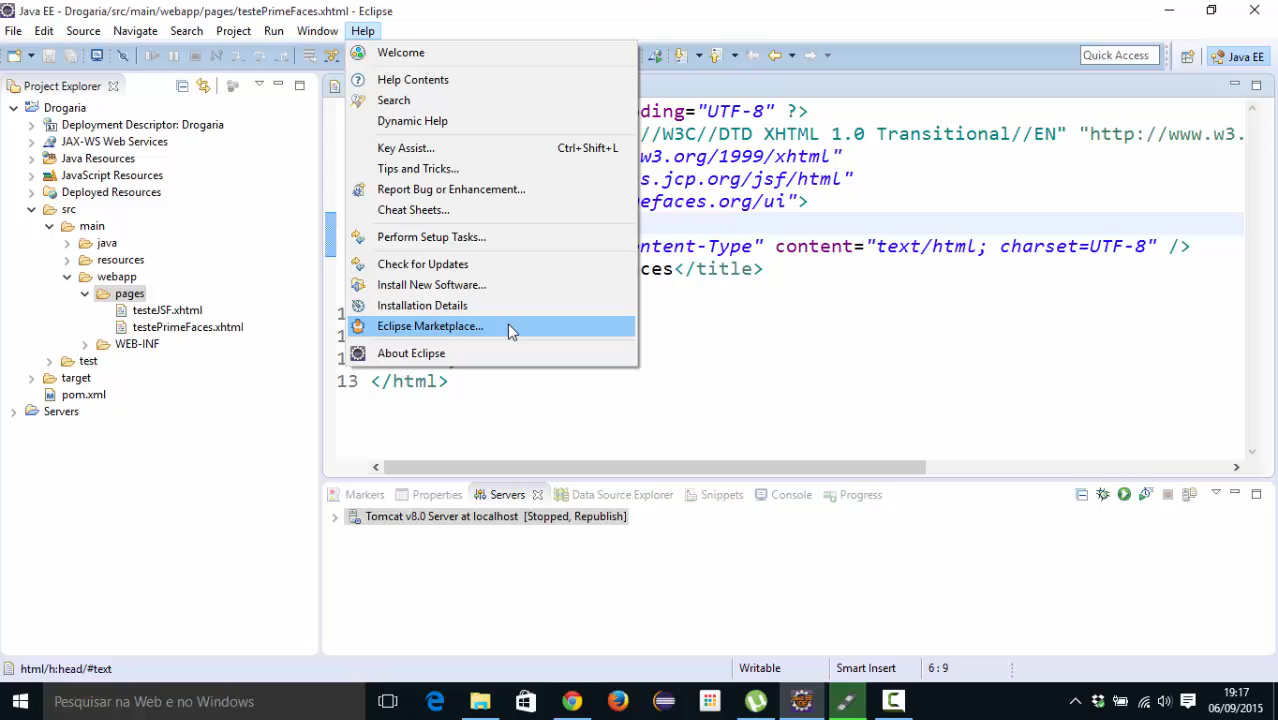 Java EE - Drogaria/src/main/webapp/pages/testePrimeFaces.xhtml - Eclipse
File Edit Source Navigate Search Project Run Window Help
Quick Access
Java EE
Project Explorer
Drogaria
Deployment Descriptor: Drogaria
JAX-WS Web Services
Java Resources
JavaScript Resources
Deployed Resources
src
main
java
resources
webapp
pages
testeJSF.xhtml
testePrimeFaces.xhtml
WEB-INF
test
target
pom.xml
Servers
Welcome
Help Contents
Search
Dynamic Help
Key Assist... Ctrl+Shift+L
Tips and Tricks...
Report Bug or Enhancement...
Cheat Sheets...
Perform Setup Tasks...
Check for Updates
Install New Software...
Installation Details
Eclipse Marketplace...
About Eclipse
ding="UTF-8" ?>
//W3C//DTD XHTML 1.0 Transitional//EN" "http://www.w3.
w3.org/1999/xhtml"
s.jcp.org/jsf/html"
efaces.org/ui">
ntent-Type" content="text/html; charset=UTF-8" />
ces</title>
1
1
1
13 </html>
Markers Properties Servers Data Source Explorer Snippets Console Progress
Tomcat v8.0 Server at localhost [Stopped, Republish]
html/h:head/#text Writable Smart Insert 6 : 9
Pesquisar na Web e no Windows
19:17
06/09/2015